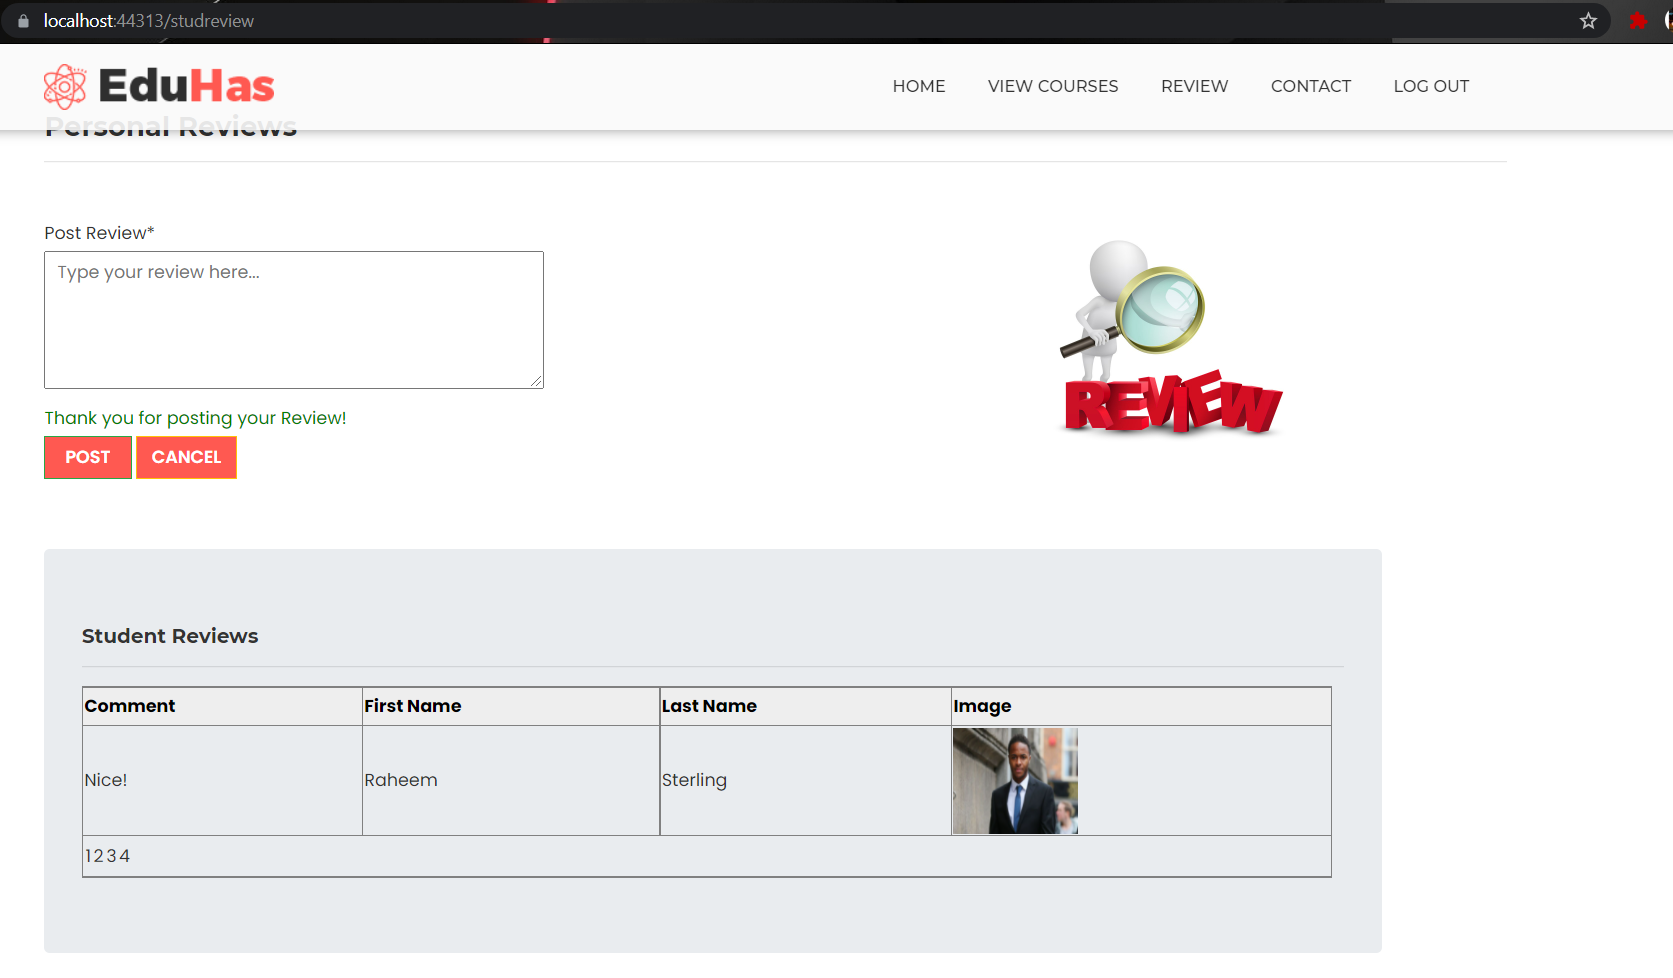 localhost:44313/studreview
EduHas
HOME VIEW COURSES REVIEW CONTACT LOG OUT
Personal Reviews
Post Review*
Type your review here...
REVIEW
Thank you for posting your Review!
POST CANCEL
Student Reviews
Comment First Name Last Name Image
Nice! Raheem Sterling
1 2 3 4